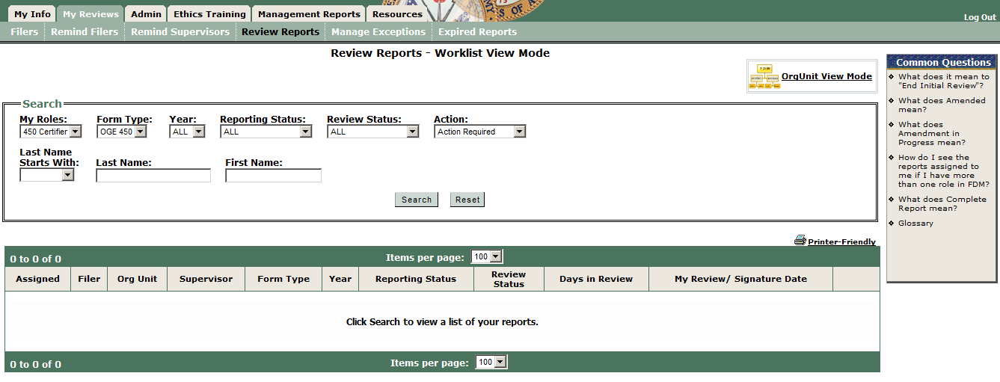 My Info My Reviews Admin Ethics Training Management Reports Resources
Log Out
Filers Remind Filers Remind Supervisors Review Reports Manage Exceptions Expired Reports
Review Reports - Worklist View Mode
FDM
OrgUnit View Mode
Search
My Roles: Form Type: Year: Reporting Status: Review Status: Action:
450 Certifier OGE 450 ALL ALL ALL Action Required
Last Name
Starts With: Last Name: First Name:
Search Reset
Common Questions
What does it mean to
"End Initial Review"?
What does Amended
mean?
What does
Amendment in
Progress mean?
How do I see the
reports assigned to
me if I have more
than one role in FDM?
What does Complete
Report mean?
Glossary
Printer-Friendly
0 to 0 of 0 Items per page: 100
Assigned Filer Org Unit Supervisor Form Type Year Reporting Status Review Status Days in Review My Review/ Signature Date
Click Search to view a list of your reports.
0 to 0 of 0 Items per page: 100